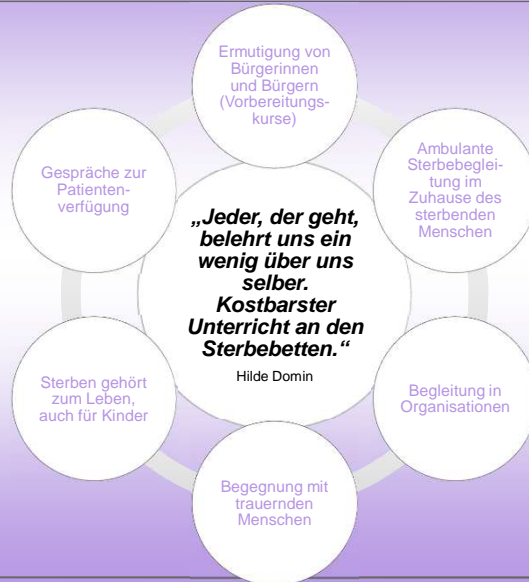 Ermutigung von
Bürgerinnen
und Bürgern
(Vorbereitungs-
kurse)
Ambulante
Sterbebeglei-
tung im
Zuhause des
sterbenden
Menschen
Begleitung in
Organisationen
Begegnung mit
trauernden
Menschen
Sterben gehört
zum Leben,
auch für Kinder
Gespräche zur
Patienten-
verfügung
„Jeder, der geht,
belehrt uns ein
wenig über uns
selber.
Kostbarster
Unterricht an den
Sterbebetten.“
Hilde Domin